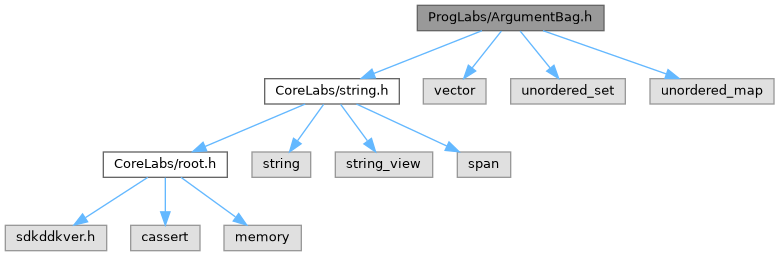 ProgLabs/ArgumentBag.h
CoreLabs/string.h
vector
unordered_set
unordered_map
CoreLabs/root.h
string
string_view
span
sdkddkver.h
cassert
memory